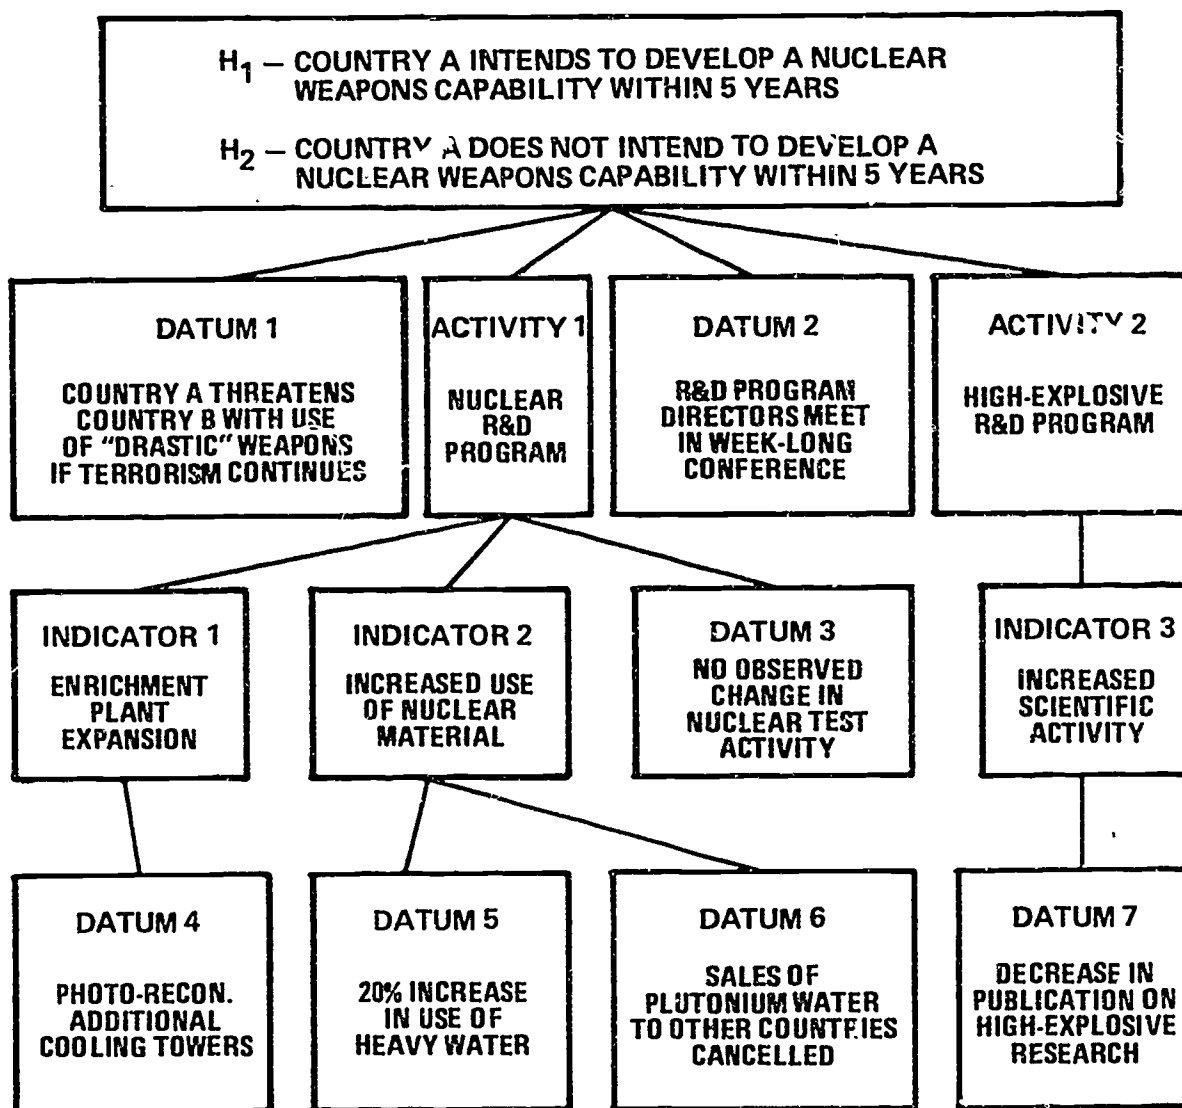 H1 – COUNTRY A INTENDS TO DEVELOP A NUCLEAR
WEAPONS CAPABILITY WITHIN 5 YEARS
H2 – COUNTRY A DOES NOT INTEND TO DEVELOP A
NUCLEAR WEAPONS CAPABILITY WITHIN 5 YEARS
DATUM 1
COUNTRY A THREATENS
COUNTRY B WITH USE
OF "DRASTIC" WEAPONS
IF TERRORISM CONTINUES
ACTIVITY 1
NUCLEAR
R&D
PROGRAM
DATUM 2
R&D PROGRAM
DIRECTORS MEET
IN WEEK-LONG
CONFERENCE
ACTIVITY 2
HIGH-EXPLOSIVE
R&D PROGRAM
INDICATOR 1
ENRICHMENT
PLANT
EXPANSION
INDICATOR 2
INCREASED USE
OF NUCLEAR
MATERIAL
DATUM 3
NO OBSERVED
CHANGE IN
NUCLEAR TEST
ACTIVITY
INDICATOR 3
INCREASED
SCIENTIFIC
ACTIVITY
DATUM 4
PHOTO-RECON.
ADDITIONAL
COOLING TOWERS
DATUM 5
20% INCREASE
IN USE OF
HEAVY WATER
DATUM 6
SALES OF
PLUTONIUM WATER
TO OTHER COUNTRIES
CANCELLED
DATUM 7
DECREASE IN
PUBLICATION ON
HIGH-EXPLOSIVE
RESEARCH